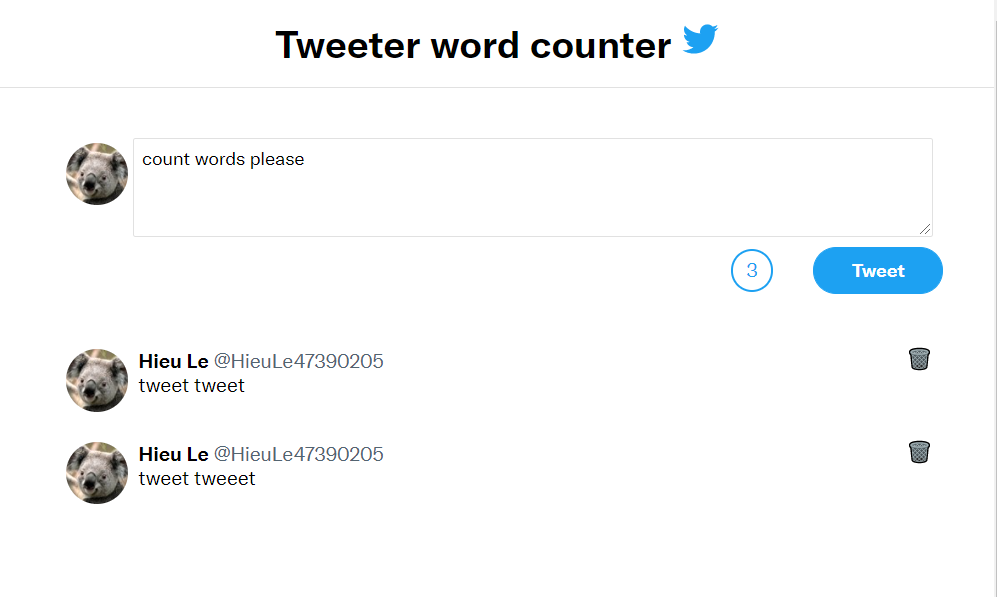 Tweeter word counter
count words please
3
Tweet
Hieu Le @HieuLe47390205
tweet tweet
Hieu Le @HieuLe47390205
tweet tweeet